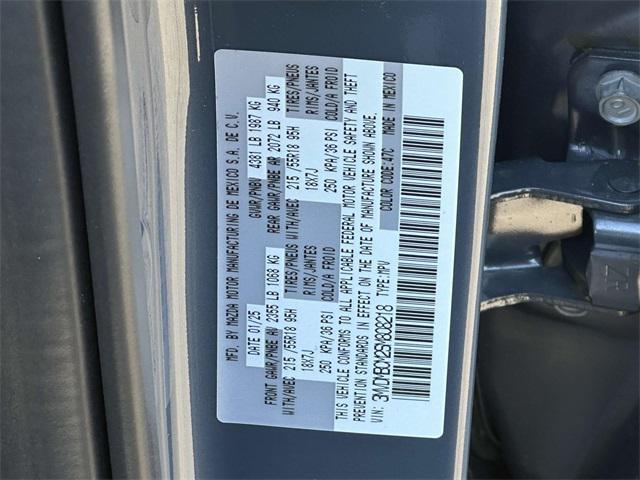 MFD. BY MAZDA MOTOR MANUFACTURING DE MEXICO S.A. DE C.V.
DATE 01/25 GVWR/PNBV 4381 LB 1987 KG
FRONT GAWR/PNBE AV 2355 LB 1068 KG REAR GAWR/PNBE AR 2072 LB 940 KG
TIRES/PNEUS TIRES/PNEUS
WITH/AVEC 215 /55R18 95H WITH/AVEC 215 /55R18 95H
RIMS/JANTES RIMS/JANTES
18X7J 18X7J
COLD/A FROID COLD/A FROID
250 KPA/36 PSI 250 KPA/36 PSI
THIS VEHICLE CONFORMS TO ALL APPLICABLE FEDERAL MOTOR VEHICLE SAFETY AND THEFT
PREVENTION STANDARDS IN EFFECT ON THE DATE OF MANUFACTURE SHOWN ABOVE.
COLOR CODE:47C MADE IN MEXICO
VIN: TYPE: MPV